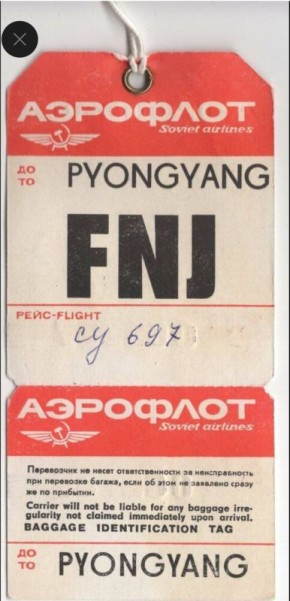 АЭРОФЛОТ
Soviet airlines
ДО
TO
PYONGYANG
FNJ
РЕЙС-FLIGHT
су 697
АЭРОФЛОТ
Soviet airlines
Перевозчик не несет ответственности за неисправность
при перевозке багажа, если об этом не заявлено сразу
же по прибытии.
Carrier will not be liable for any baggage irre-
gularity not claimed immediately upon arrival.
BAGGAGE IDENTIFICATION TAG
ДО
TO
PYONGYANG